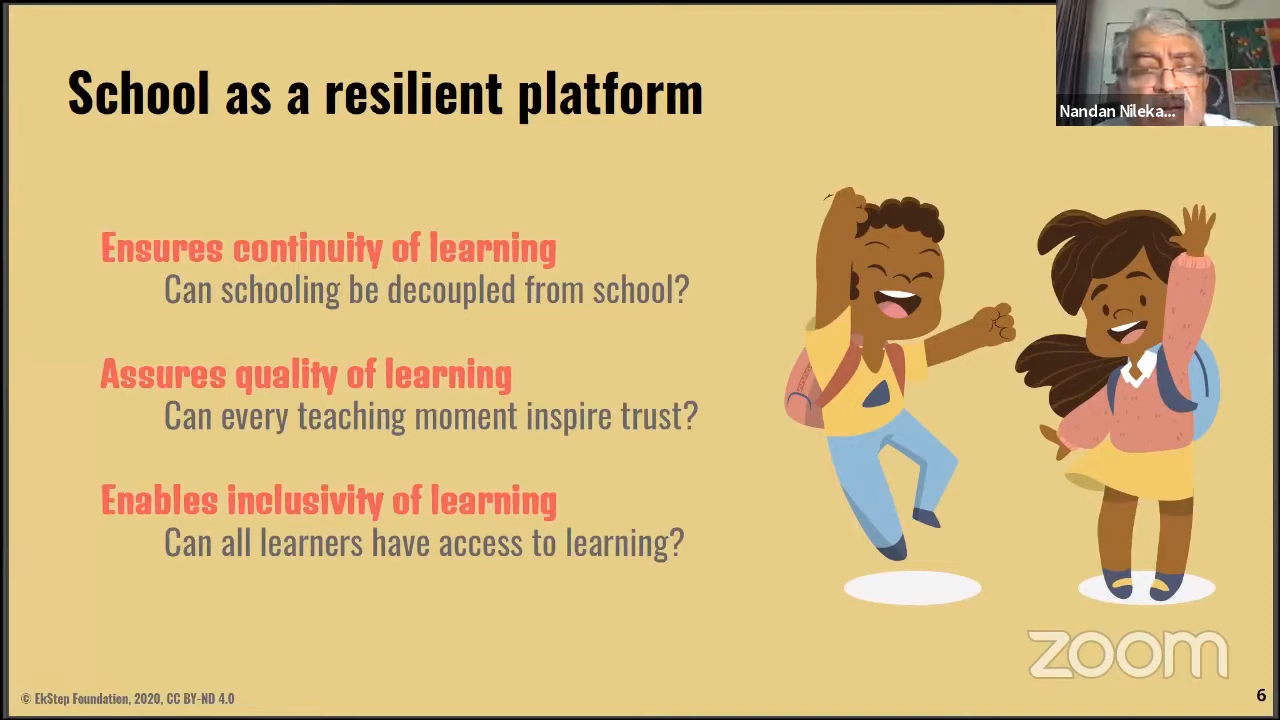 School as a resilient platform
Nandan Nileka...
Ensures continuity of learning
Can schooling be decoupled from school?
Assures quality of learning
Can every teaching moment inspire trust?
Enables inclusivity of learning
Can all learners have access to learning?
zoom
© EkStep Foundation, 2020, CC BY-ND 4.0
6